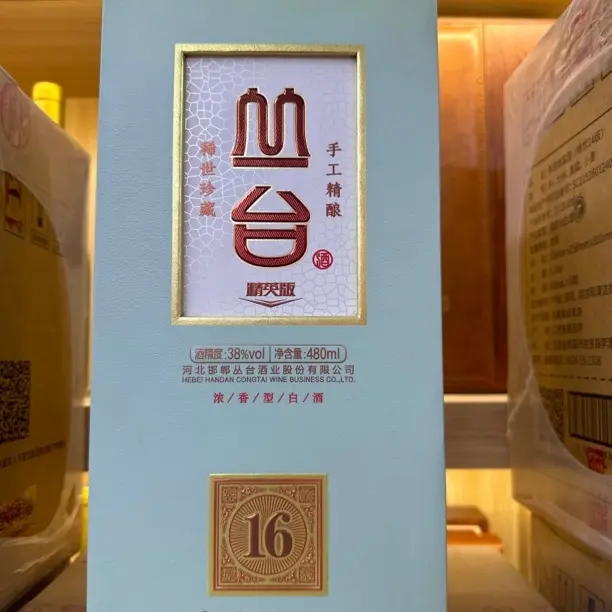 丛台
稀世珍藏
手工精酿
酒
精英版
酒精度:38%vol 净含量:480ml
河北邯郸丛台酒业股份有限公司
HEBEI HANDAN CONGTAI WINE BUSINESS CO.,LTD.
浓/香/型/白/酒
16